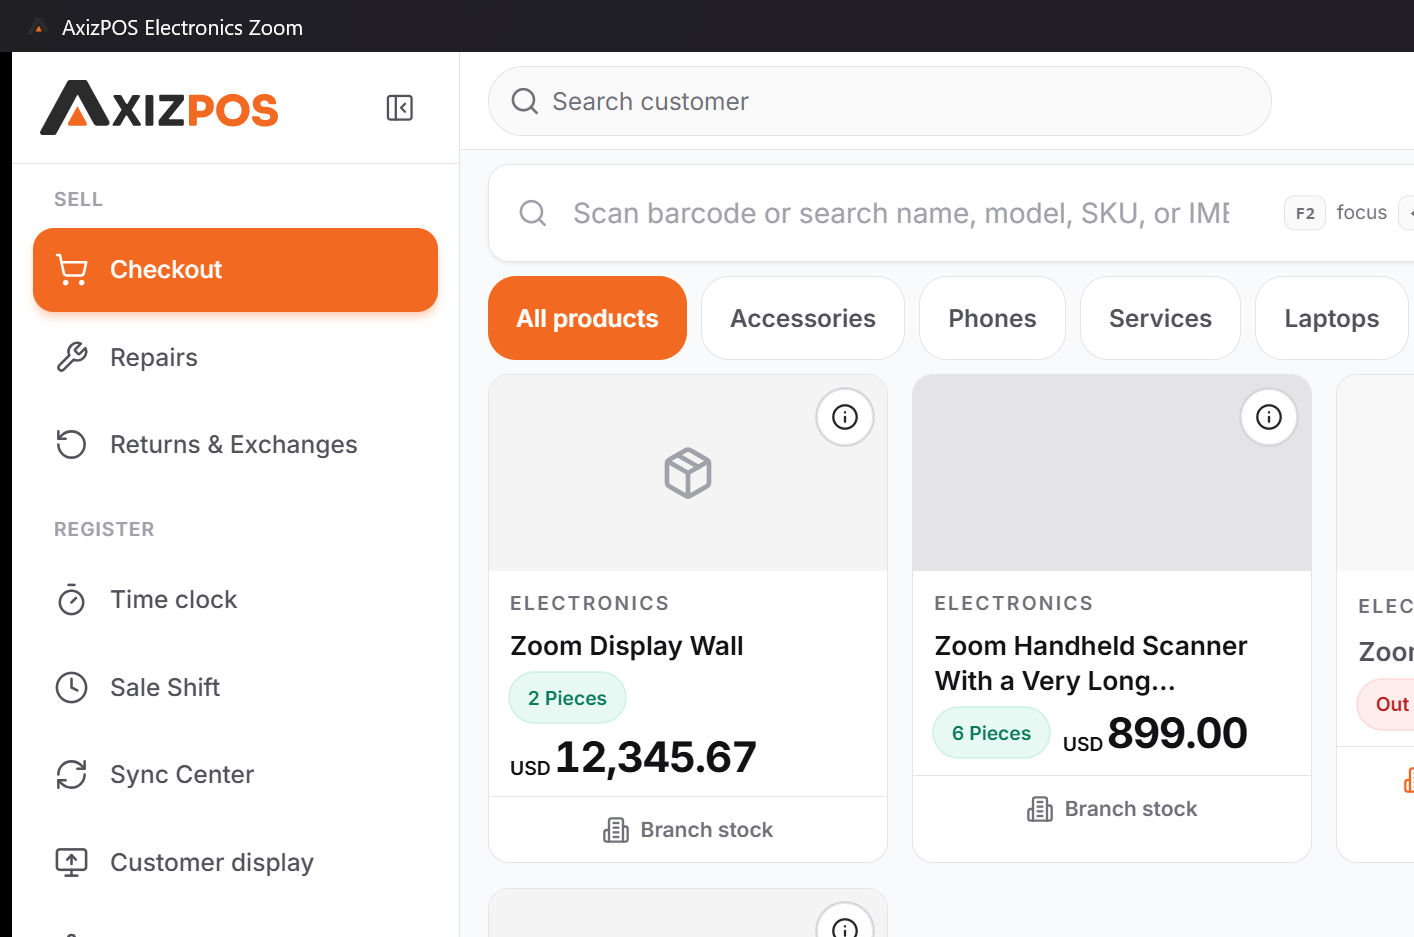 AxizPOS Electronics Zoom
AXIZPOS
Search customer
SELL
Checkout
Repairs
Returns & Exchanges
REGISTER
Time clock
Sale Shift
Sync Center
Customer display
Scan barcode or search name, model, SKU, or IME
F2 focus
All products
Accessories
Phones
Services
Laptops
ELECTRONICS
Zoom Display Wall
2 Pieces
USD 12,345.67
Branch stock
ELECTRONICS
Zoom Handheld Scanner
With a Very Long...
6 Pieces USD 899.00
Branch stock
ELEC
Zoo
Out